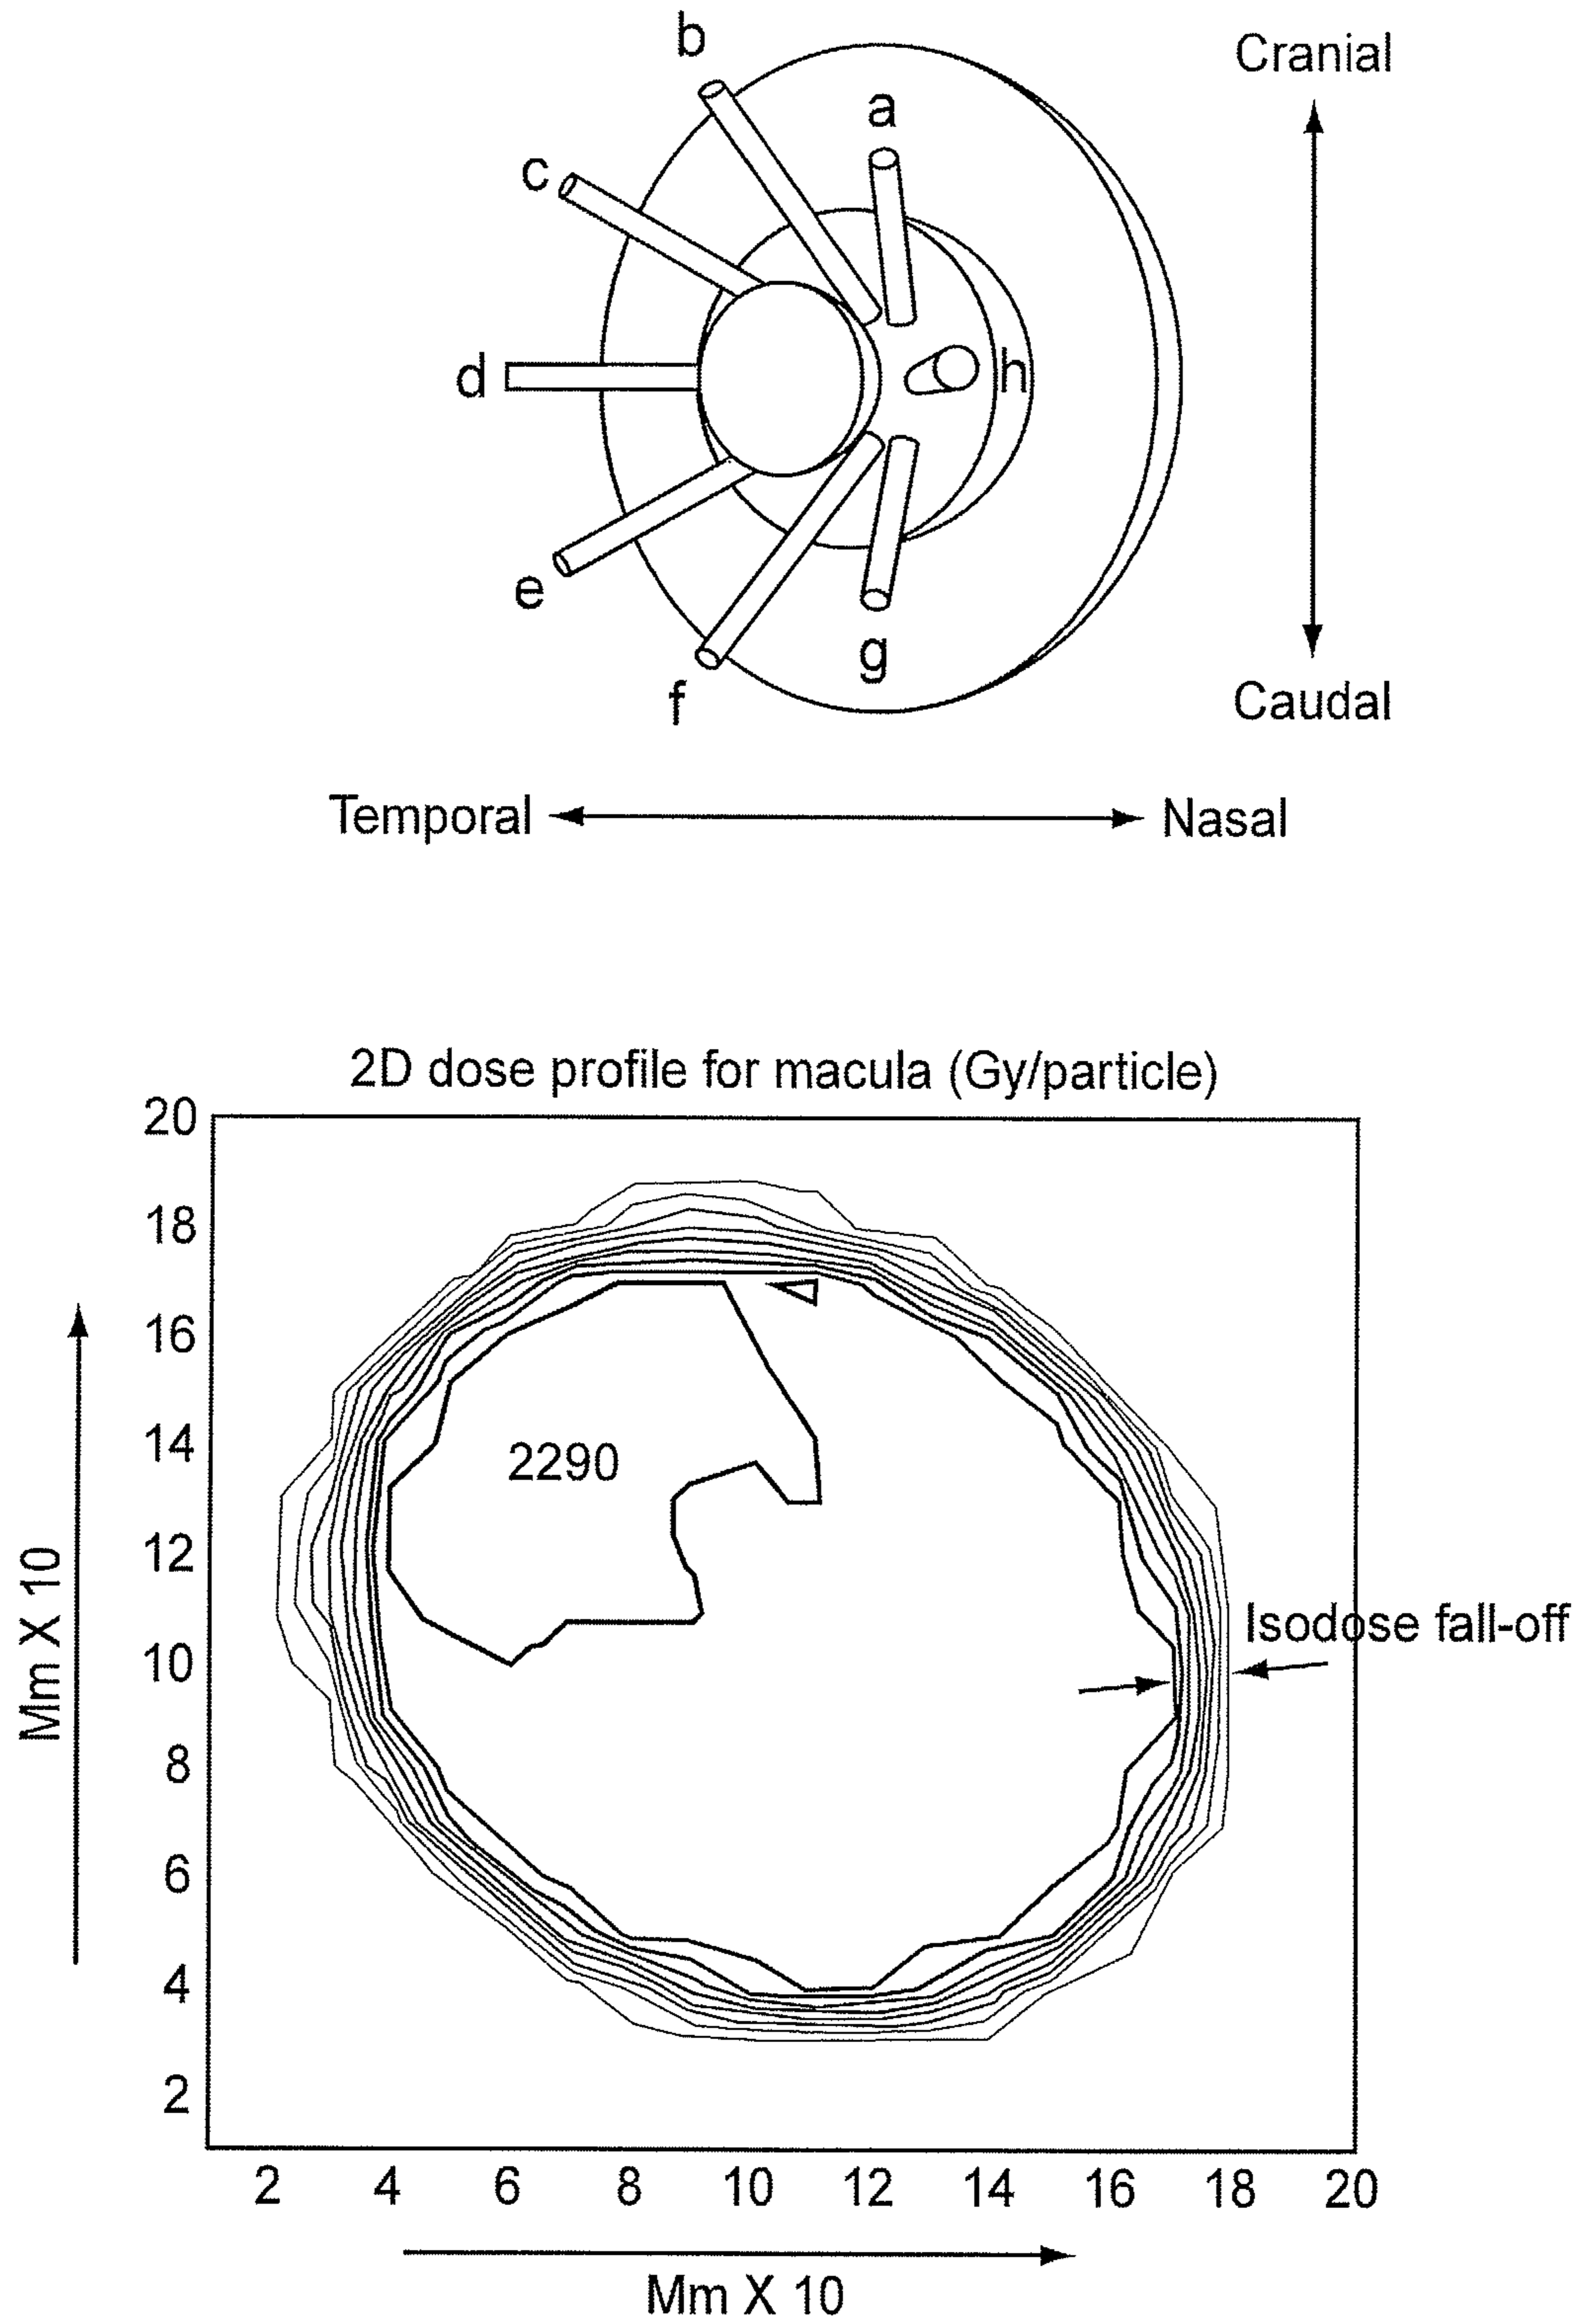 b
Cranial
a
c
d
h
e
g
f
Caudal
Temporal
Nasal
2D dose profile for macula (Gy/particle)
20
18
16
14
2290
12
Isodose fall-off
10
8
6
4
2
Mm X 10
2 4 6 8 10 12 14 16 18 20
Mm X 10